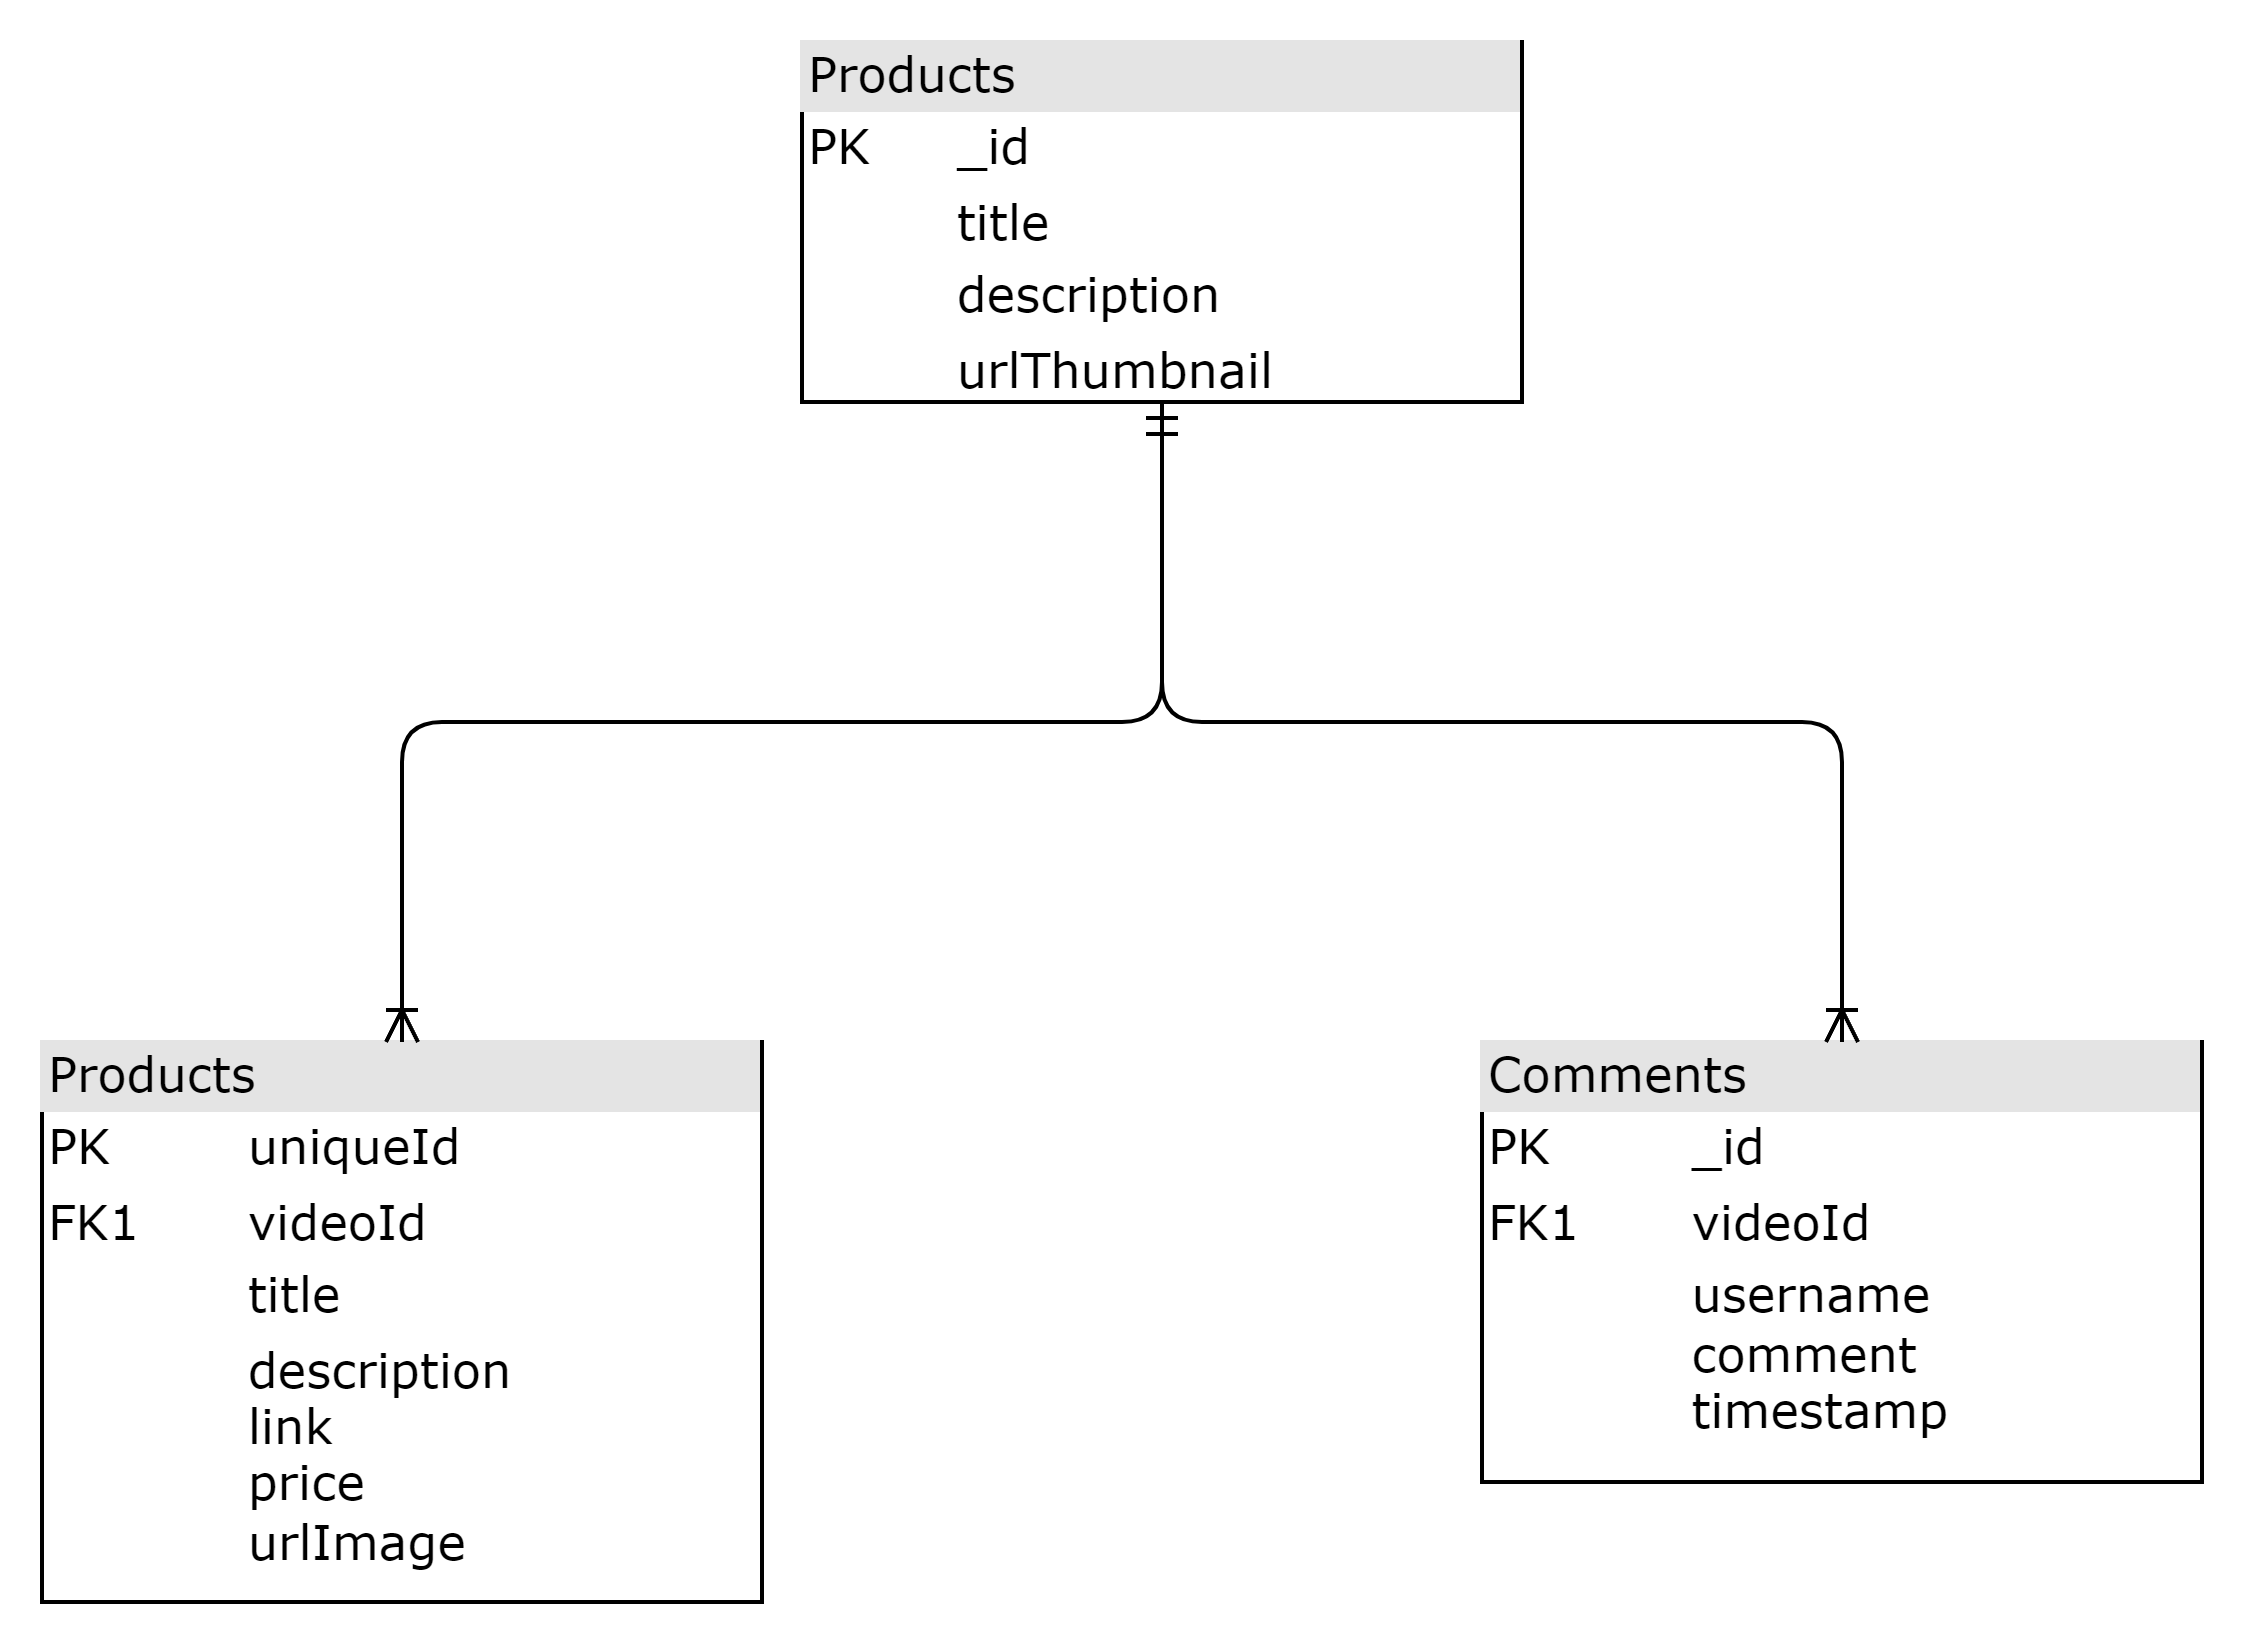 Products
PK _id
title
description
urlThumbnail
Products
PK uniqueId
FK1 videoId
title
description
link
price
urlImage
Comments
PK _id
FK1 videoId
username
comment
timestamp